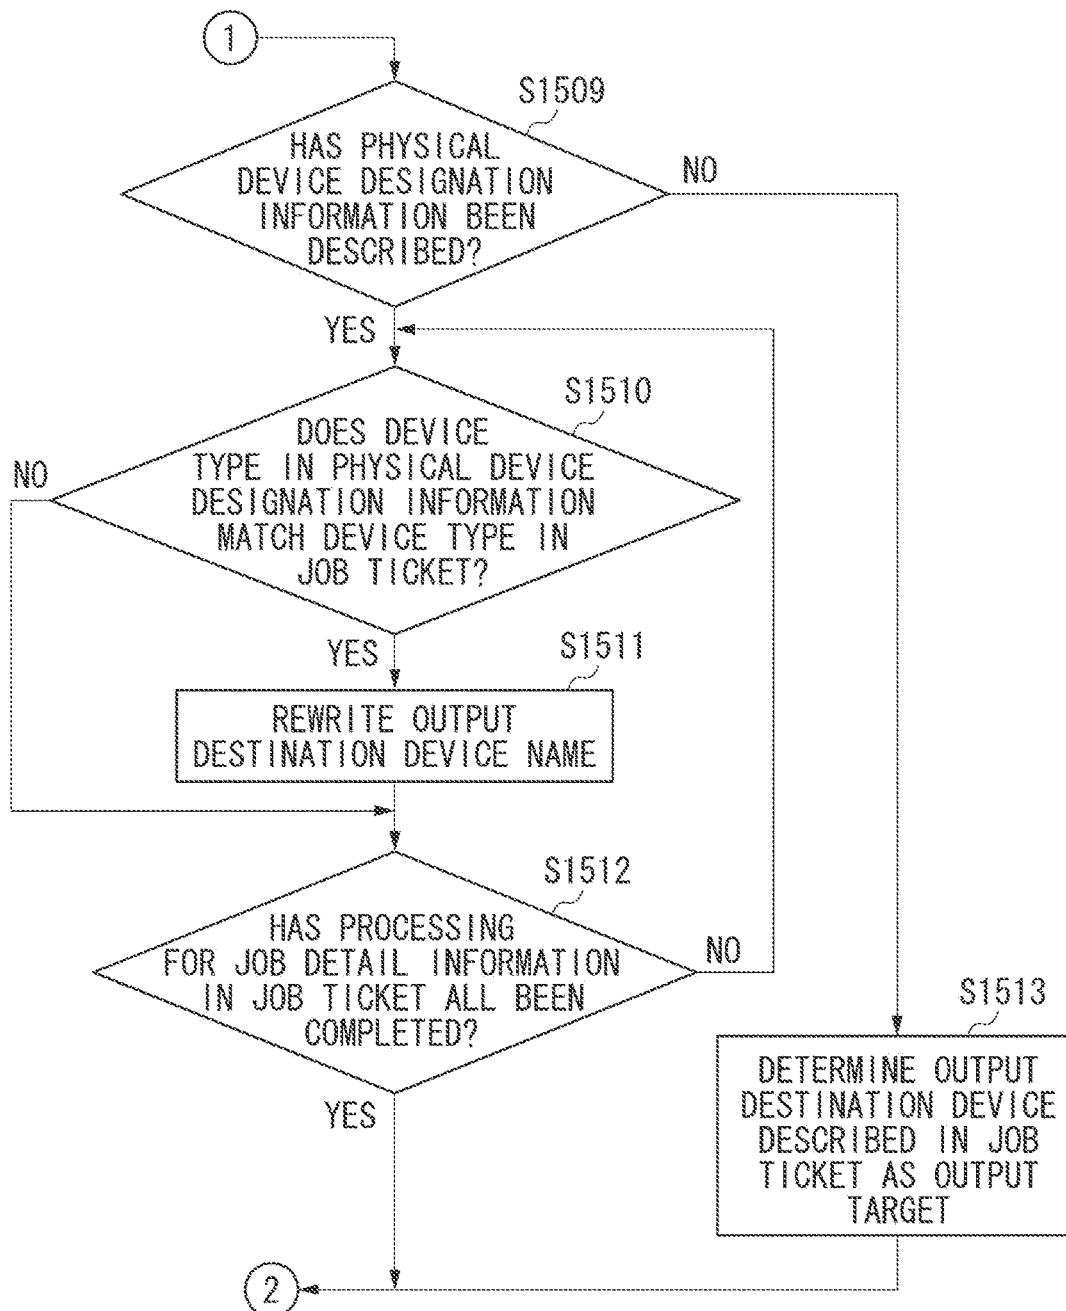 1
S1509
HAS PHYSICAL
DEVICE DESIGNATION
INFORMATION BEEN
DESCRIBED?
NO
YES
S1510
DOES DEVICE
TYPE IN PHYSICAL DEVICE
DESIGNATION INFORMATION
MATCH DEVICE TYPE IN
JOB TICKET?
NO
YES
S1511
REWRITE OUTPUT
DESTINATION DEVICE NAME
S1512
HAS PROCESSING
FOR JOB DETAIL INFORMATION
IN JOB TICKET ALL BEEN
COMPLETED?
NO
YES
S1513
DETERMINE OUTPUT
DESTINATION DEVICE
DESCRIBED IN JOB
TICKET AS OUTPUT
TARGET
2